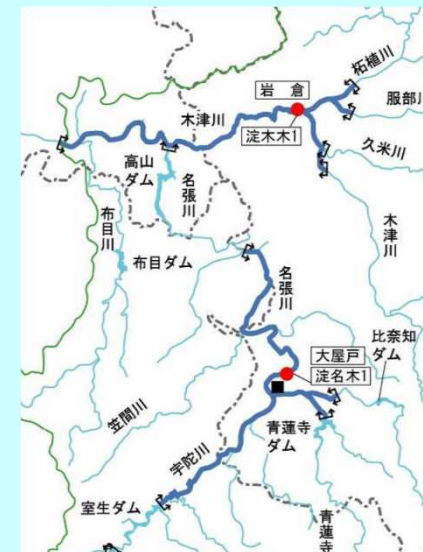 柘植川
岩 倉
服部川
木津川
淀木木1
久米川
高山
ダム
名張川
木津川
布目川
布目ダム
名張川
比奈知
ダム
大屋戸
淀名木1
笠間川
青蓮寺
ダム
宇陀川
室生ダム
青蓮寺